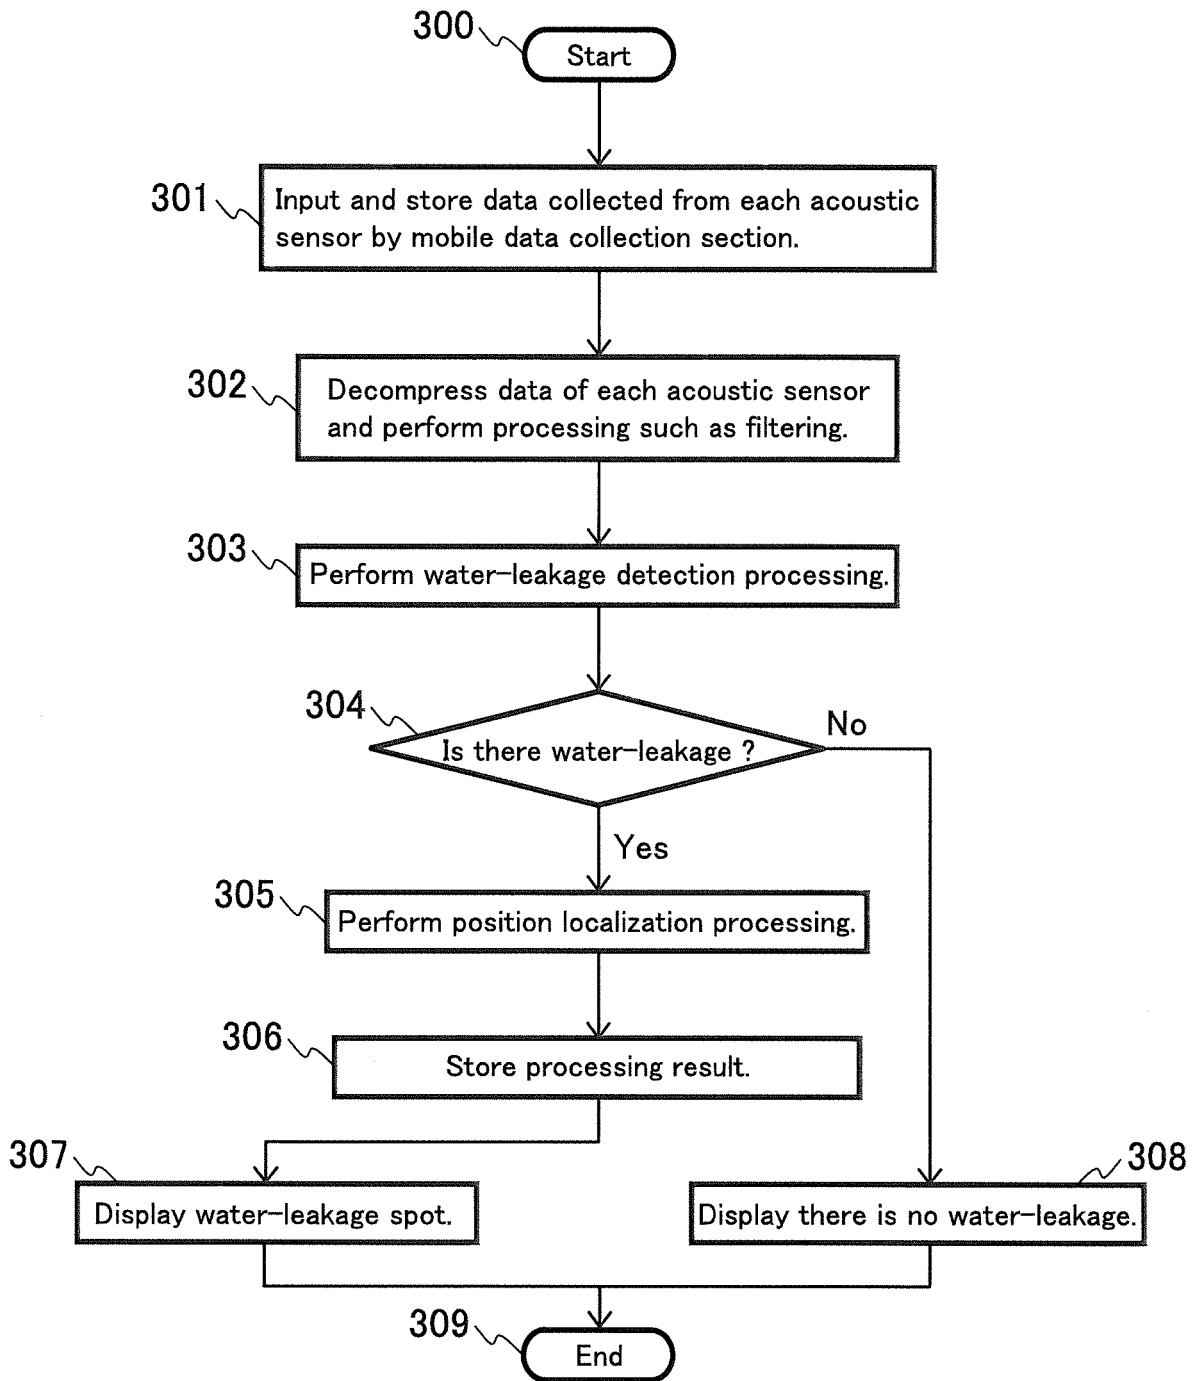 300
Start
301
Input and store data collected from each acoustic
sensor by mobile data collection section.
302
Decompress data of each acoustic sensor
and perform processing such as filtering.
303
Perform water-leakage detection processing.
304
Is there water-leakage ?
No
Yes
305
Perform position localization processing.
306
Store processing result.
307
Display water-leakage spot.
308
Display there is no water-leakage.
309
End